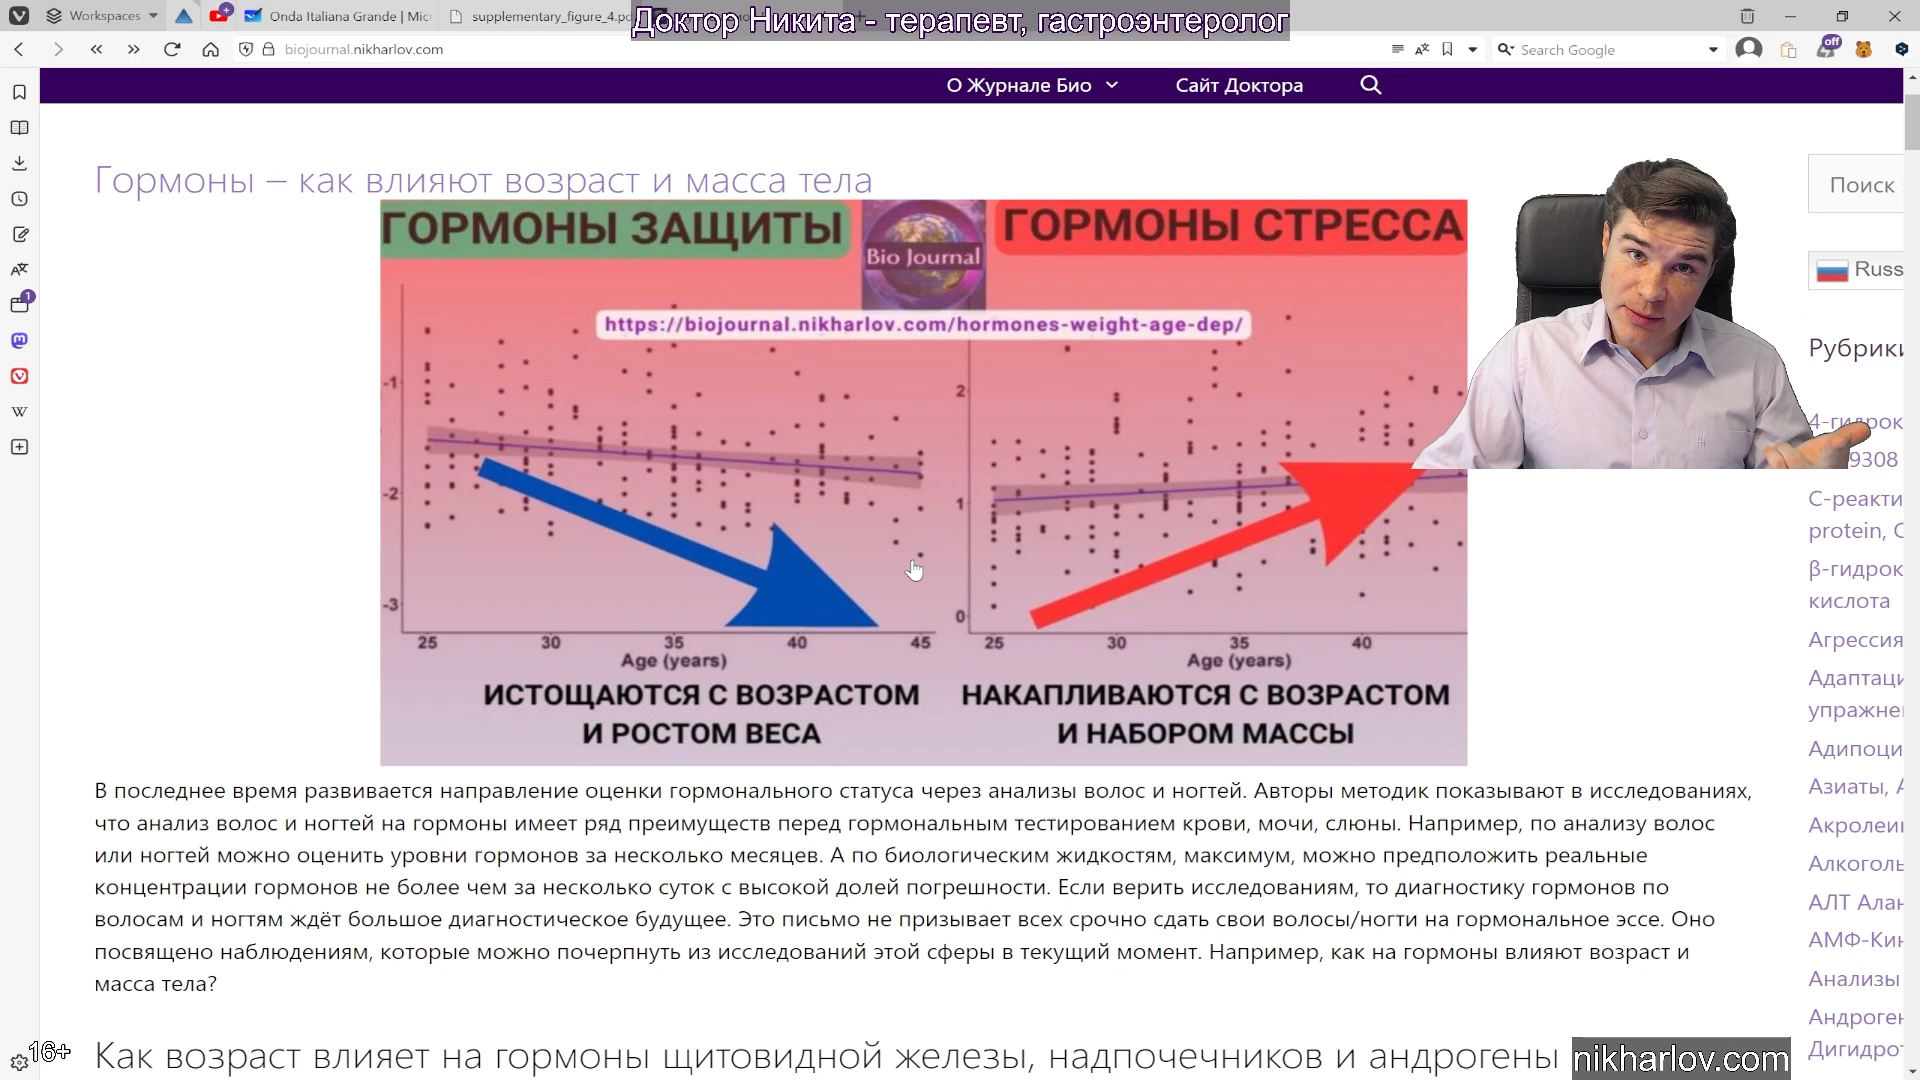 Workspaces
Onda Italiana Grande | Mic
supplementary_figure_4.pd
Доктор Никита - терапевт, гастроэнтеролог
biojournal.nikharlov.com
Search Google
off
О Журнале Био
Сайт Доктора
Гормоны – как влияют возраст и масса тела
Поиск
ГОРМОНЫ ЗАЩИТЫ
Bio Journal
ГОРМОНЫ СТРЕССА
https://biojournal.nikharlov.com/hormones-weight-age-dep/
Russ
Рубрики
1
-1
-2
-3
25 30 35 40 45
Age (years)
2
1
0
25 30 35 40
Age (years)
ИСТОЩАЮТСЯ С ВОЗРАСТОМ
И РОСТОМ ВЕСА
НАКАПЛИВАЮТСЯ С ВОЗРАСТОМ
И НАБОРОМ МАССЫ
В последнее время развивается направление оценки гормонального статуса через анализы волос и ногтей. Авторы методик показывают в исследованиях,
что анализ волос и ногтей на гормоны имеет ряд преимуществ перед гормональным тестированием крови, мочи, слюны. Например, по анализу волос
или ногтей можно оценить уровни гормонов за несколько месяцев. А по биологическим жидкостям, максимум, можно предположить реальные
концентрации гормонов не более чем за несколько суток с высокой долей погрешности. Если верить исследованиям, то диагностику гормонов по
волосам и ногтям ждёт большое диагностическое будущее. Это письмо не призывает всех срочно сдать свои волосы/ногти на гормональное эссе. Оно
посвящено наблюдениям, которые можно почерпнуть из исследований этой сферы в текущий момент. Например, как на гормоны влияют возраст и
масса тела?
4-гидрок
9308
С-реакти
protein, C
β-гидрок
кислота
Агрессия
Адаптаци
упражне
Адипоци
Азиаты, А
Акролеин
Алкоголь
АЛТ Алан
АМФ-Кин
Анализы
Андроген
Дигидрот
16+
Как возраст влияет на гормоны щитовидной железы, надпочечников и андрогены
nikharlov.com